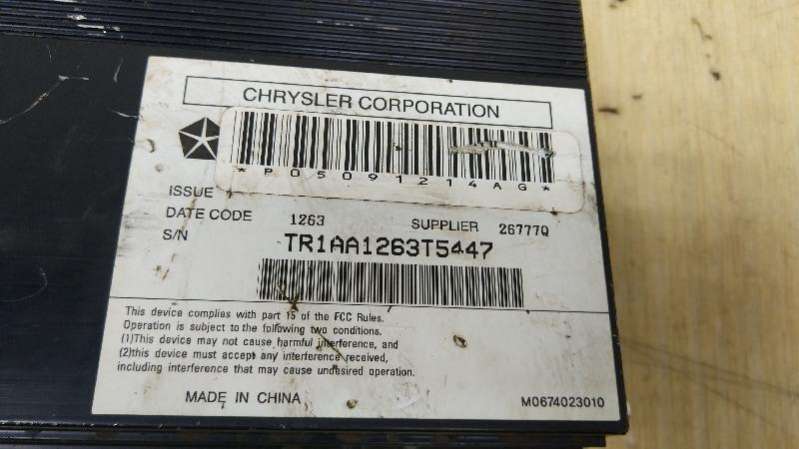 CHRYSLER CORPORATION
*P05091214AG*
ISSUE
DATE CODE 1263 SUPPLIER 26777Q
S/N TR1AA1263T5447
This device complies with part 15 of the FCC Rules.
Operation is subject to the following two conditions.
(1)This device may not cause harmful interference, and
(2)this device must accept any interference received,
including interference that may cause undesired operation.
MADE IN CHINA M0674023010